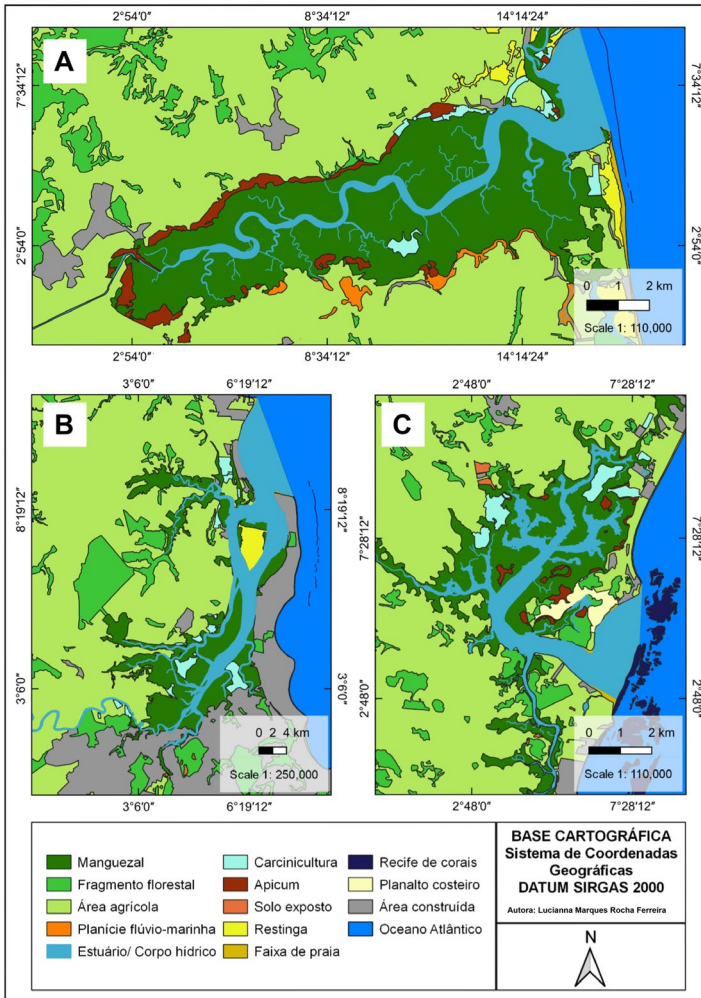 2°54'0"
8°34'12"
14°14'24"
A
7°34'12"
7°34'12"
2°54'0"
2°54'0"
0 1 2 km
Scale 1: 110,000
2°54'0"
8°34'12"
14°14'24"
3°6'0"
6°19'12"
B
8°19'12"
8°19'12"
3°6'0"
3°6'0"
0 2 4 km
Scale 1: 250,000
3°6'0"
6°19'12"
2°48'0"
7°28'12"
C
7°28'12"
7°28'12"
2°48'0"
2°48'0"
0 1 2 km
Scale 1: 110,000
2°48'0"
7°28'12"
Manguezal
Fragmento florestal
Área agrícola
Planície flúvio-marinha
Estuário/ Corpo hídrico
Carcinicultura
Apicum
Solo exposto
Restinga
Faixa de praia
Recife de corais
Planalto costeiro
Área construída
Oceano Atlântico
BASE CARTOGRÁFICA
Sistema de Coordenadas
Geográficas
DATUM SIRGAS 2000
Autora: Lucianna Marques Rocha Ferreira
N